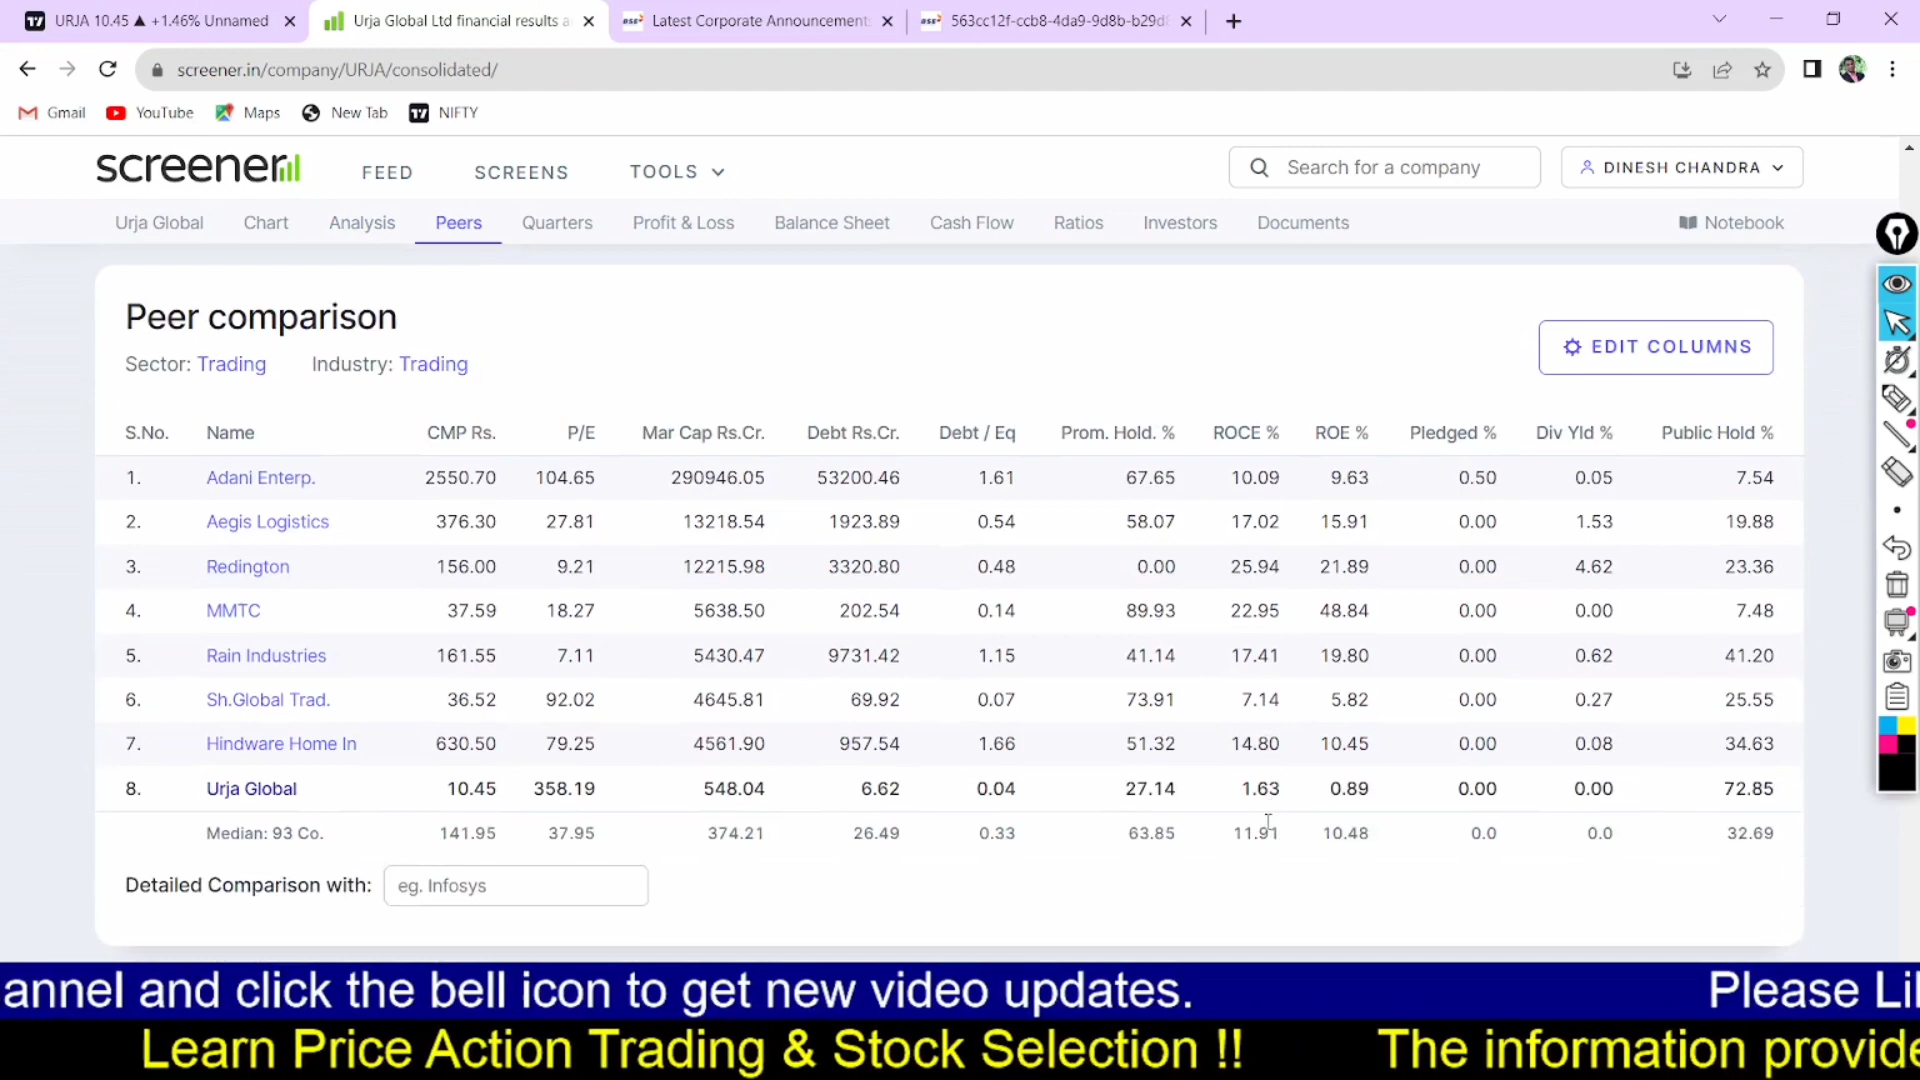 URJA 10.45 ▲ +1.46% Unnamed
Urja Global Ltd financial results a
Latest Corporate Announcement
563cc12f-ccb8-4da9-9d8b-b29d8
screener.in/company/URJA/consolidated/
Gmail YouTube Maps New Tab NIFTY
screener FEED SCREENS TOOLS Search for a company DINESH CHANDRA
Urja Global Chart Analysis Peers Quarters Profit & Loss Balance Sheet Cash Flow Ratios Investors Documents Notebook
Peer comparison
EDIT COLUMNS
Sector: Trading Industry: Trading
S.No. Name CMP Rs. P/E Mar Cap Rs.Cr. Debt Rs.Cr. Debt / Eq Prom. Hold. % ROCE % ROE % Pledged % Div Yld % Public Hold %
1. Adani Enterp. 2550.70 104.65 290946.05 53200.46 1.61 67.65 10.09 9.63 0.50 0.05 7.54
2. Aegis Logistics 376.30 27.81 13218.54 1923.89 0.54 58.07 17.02 15.91 0.00 1.53 19.88
3. Redington 156.00 9.21 12215.98 3320.80 0.48 0.00 25.94 21.89 0.00 4.62 23.36
4. MMTC 37.59 18.27 5638.50 202.54 0.14 89.93 22.95 48.84 0.00 0.00 7.48
5. Rain Industries 161.55 7.11 5430.47 9731.42 1.15 41.14 17.41 19.80 0.00 0.62 41.20
6. Sh.Global Trad. 36.52 92.02 4645.81 69.92 0.07 73.91 7.14 5.82 0.00 0.27 25.55
7. Hindware Home In 630.50 79.25 4561.90 957.54 1.66 51.32 14.80 10.45 0.00 0.08 34.63
8. Urja Global 10.45 358.19 548.04 6.62 0.04 27.14 1.63 0.89 0.00 0.00 72.85
Median: 93 Co. 141.95 37.95 374.21 26.49 0.33 63.85 11.91 10.48 0.0 0.0 32.69
Detailed Comparison with: eg. Infosys
annel and click the bell icon to get new video updates. Please Li
Learn Price Action Trading & Stock Selection !! The information provide